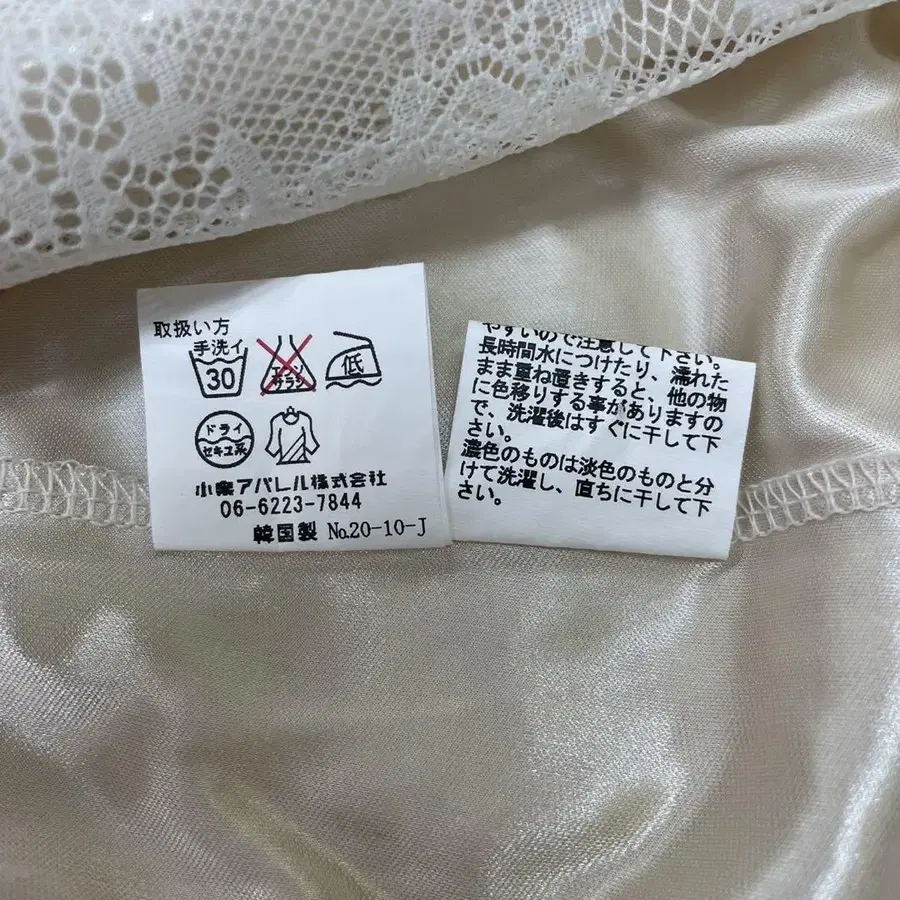 取扱い方
手洗イ
30
エンソ
サラシ
低
ドライ
セキユ系
小泉アパレル株式会社
06-6223-7844
韓国製 No.20-10-J
やすいので注意して下さい。
長時間水につけたり、濡れた
まま重ね置きすると、他の物
に色移りする事がありますの
で、洗濯後はすぐに干して下
さい。
濃色のものは淡色のものと分
けて洗濯し、直ちに干して下
さい。